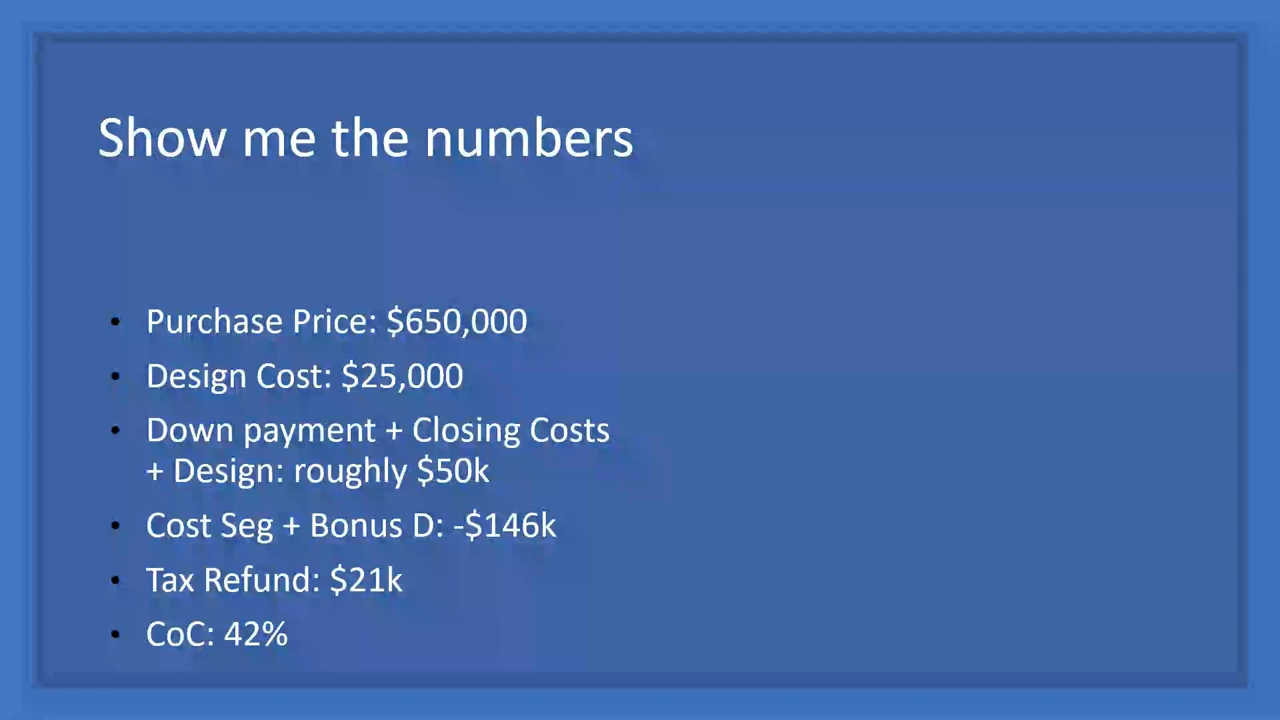 Show me the numbers
• Purchase Price: $650,000
• Design Cost: $25,000
• Down payment + Closing Costs
+ Design: roughly $50k
• Cost Seg + Bonus D: -$146k
• Tax Refund: $21k
• CoC: 42%